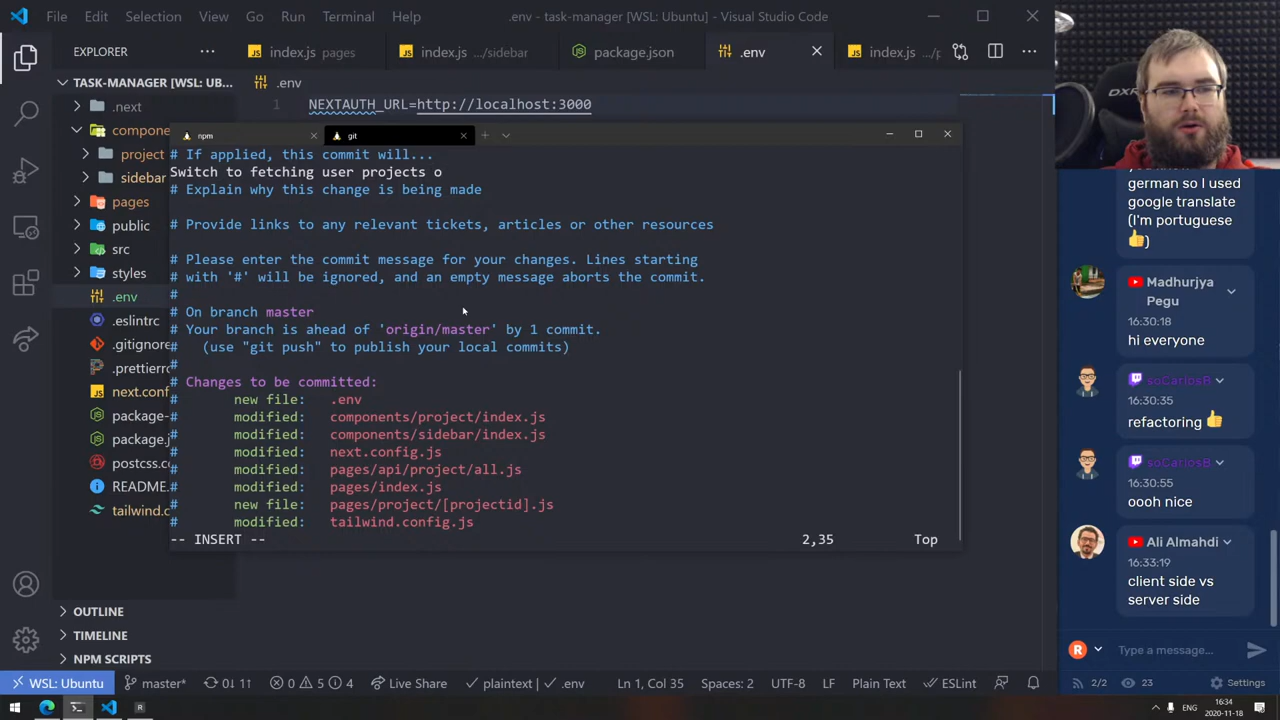 File Edit Selection View Go Run Terminal Help
.env - task-manager [WSL: Ubuntu] - Visual Studio Code
EXPLORER
index.js pages
index.js .../sidebar
package.json
.env
index.js .../p
TASK-MANAGER [WSL: UB...
.env
.next
compone
project
sidebar
pages
public
src
styles
.env
.eslintrc
.gitignore
.prettierrc
next.conf
package-
package.j
postcss.c
README.
tailwind.co
OUTLINE
TIMELINE
NPM SCRIPTS
1 NEXTAUTH_URL=http://localhost:3000
npm
git
# If applied, this commit will...
Switch to fetching user projects o
# Explain why this change is being made
# Provide links to any relevant tickets, articles or other resources
# Please enter the commit message for your changes. Lines starting
# with '#' will be ignored, and an empty message aborts the commit.
#
# On branch master
# Your branch is ahead of 'origin/master' by 1 commit.
# (use "git push" to publish your local commits)
#
# Changes to be committed:
# new file: .env
# modified: components/project/index.js
# modified: components/sidebar/index.js
# modified: next.config.js
# modified: pages/api/project/all.js
# modified: pages/index.js
# new file: pages/project/[projectid].js
# modified: tailwind.config.js
-- INSERT -- 2,35 Top
DXR
german so I used
google translate
(I'm portuguese
👍)
Madhurjya
Pegu
16:30:18
hi everyone
soCarlosB
16:30:35
refactoring 👍
soCarlosB
16:30:55
oooh nice
Ali Almahdi
16:33:19
client side vs
server side
R
Type a message...
2/2 23 Settings
WSL: Ubuntu master* 0↓ 1↑ 0 5 4 Live Share plaintext | .env Ln 1, Col 35 Spaces: 2 UTF-8 LF Plain Text ESLint
R
ENG
16:34
2020-11-18